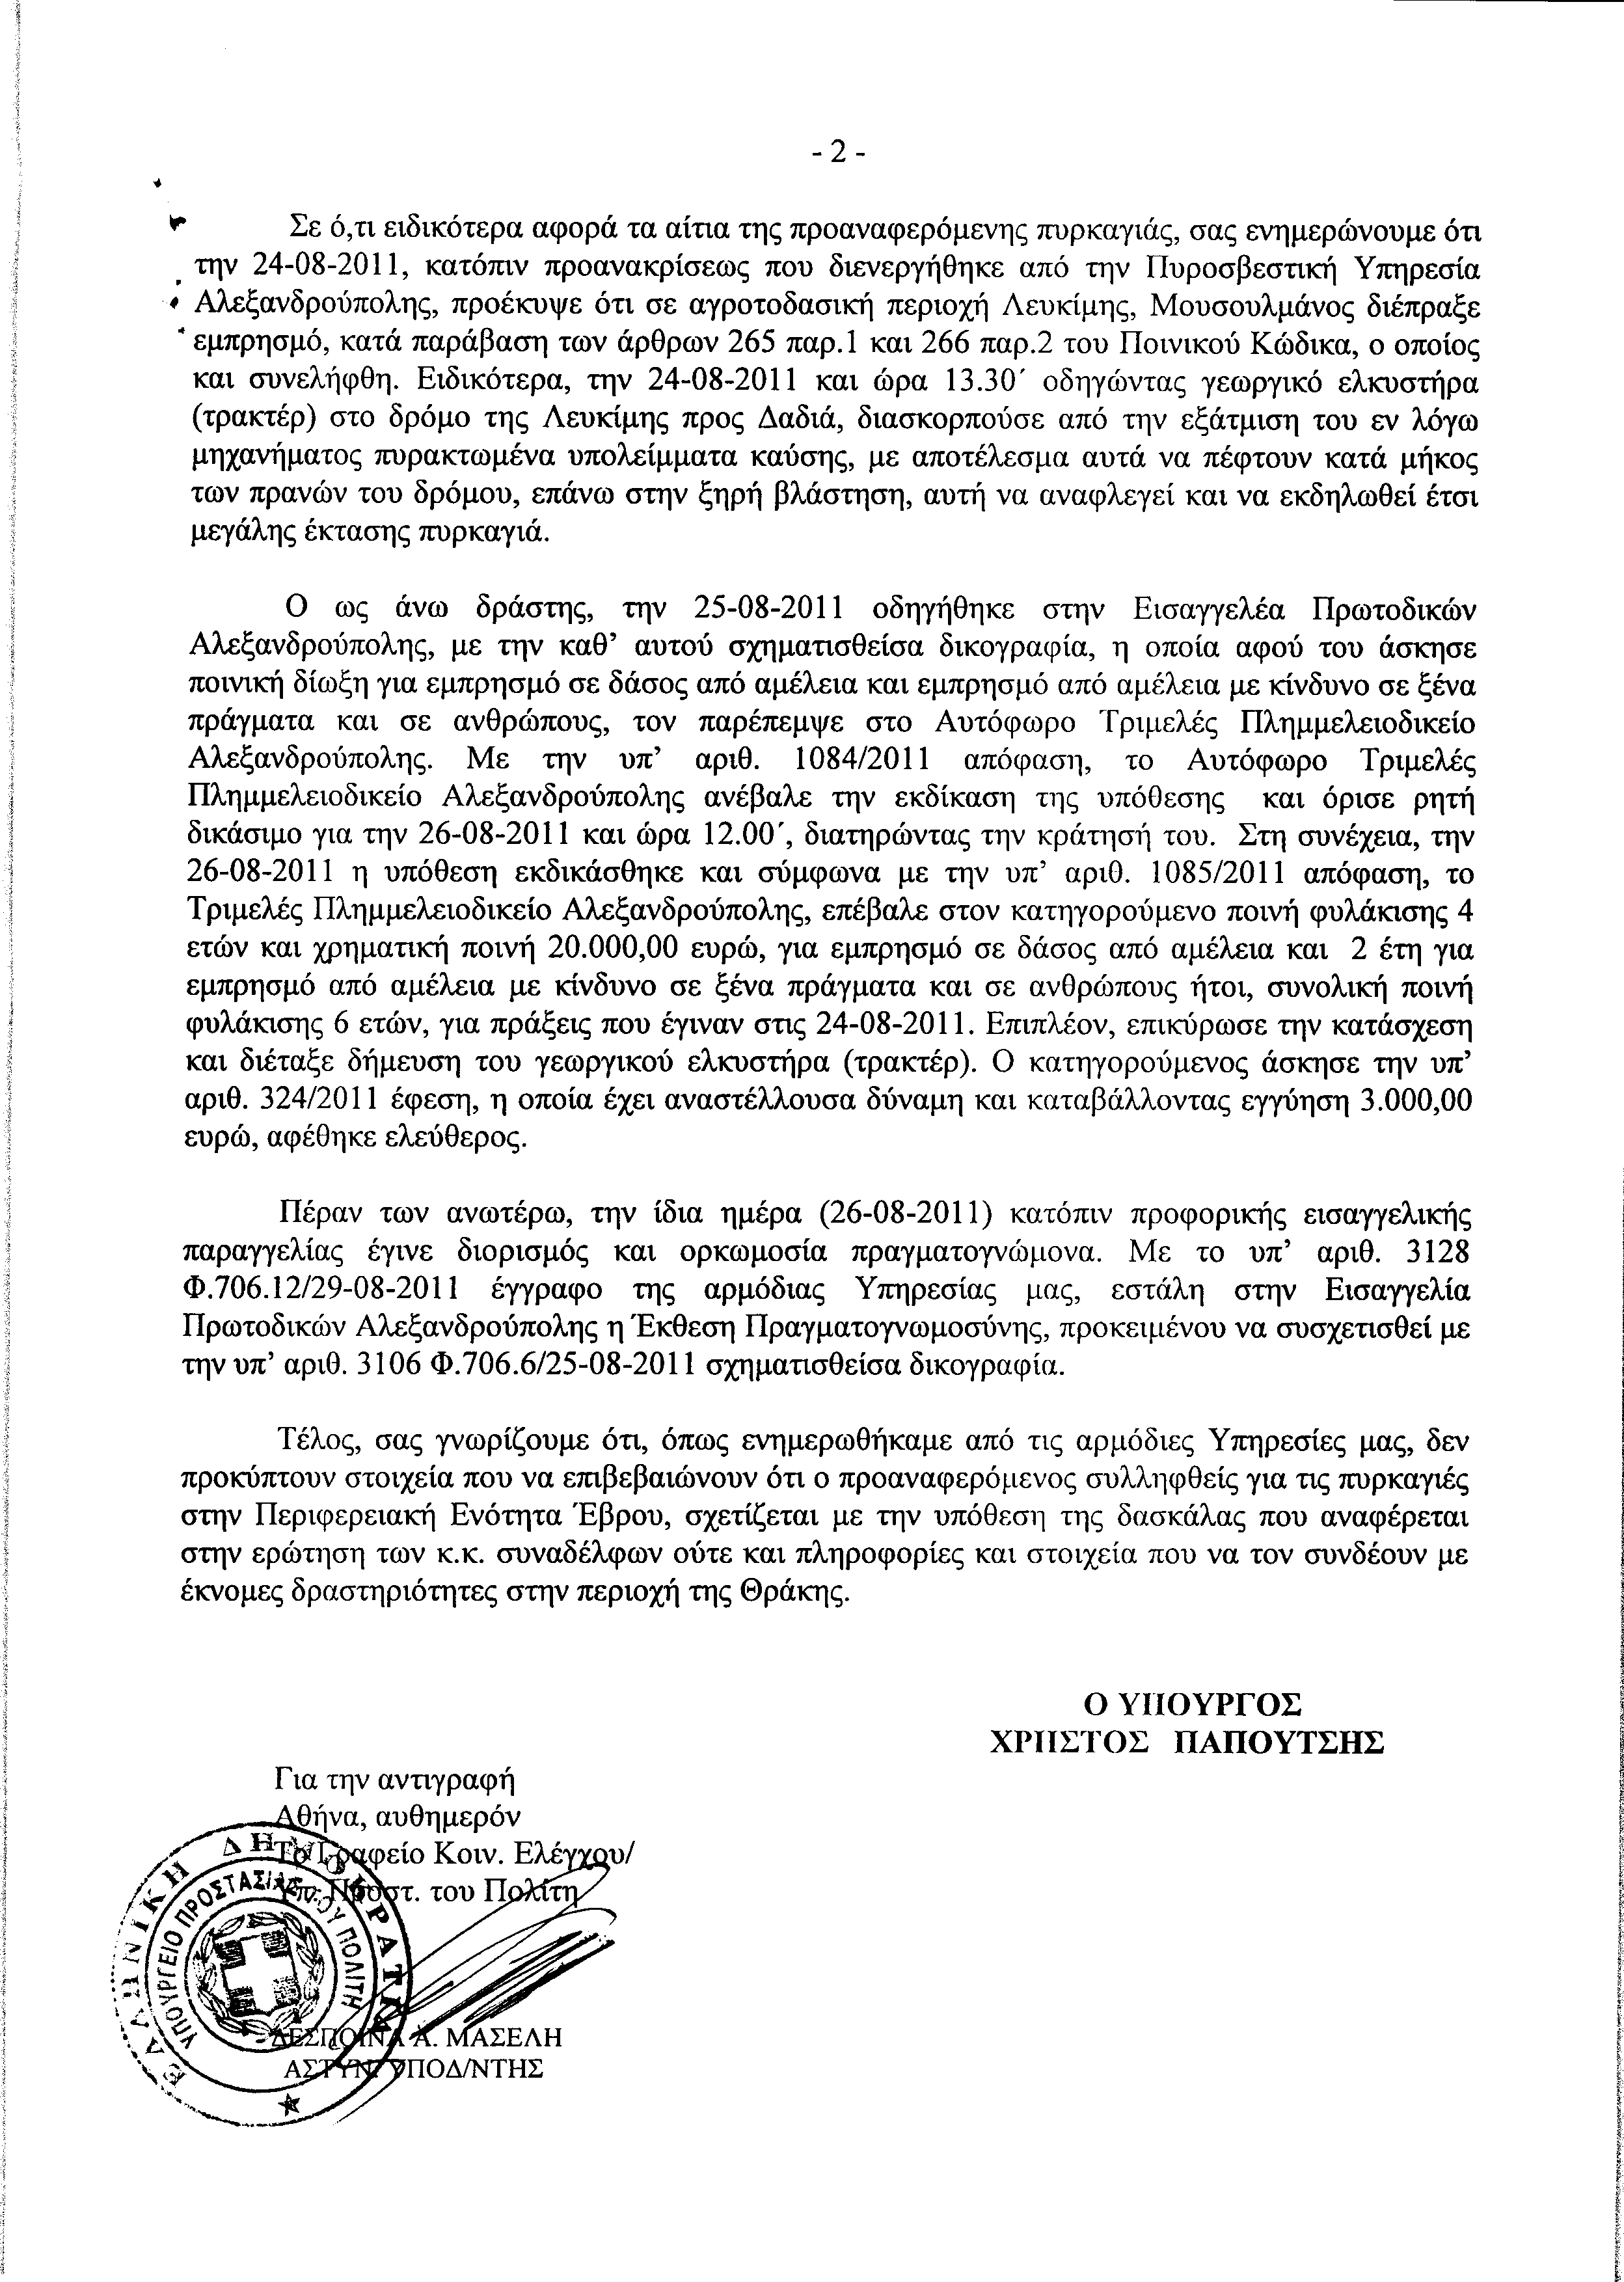 - 2 -
Σε ό,τι ειδικότερα αφορά τα αίτια της προαναφερόμενης πυρκαγιάς, σας ενημερώνουμε ότι
την 24-08-2011, κατόπιν προανακρίσεως που διενεργήθηκε από την Πυροσβεστική Υπηρεσία
Αλεξανδρούπολης, προέκυψε ότι σε αγροτοδασική περιοχή Λευκίμης, Μουσουλμάνος διέπραξε
εμπρησμό, κατά παράβαση των άρθρων 265 παρ.1 και 266 παρ.2 του Ποινικού Κώδικα, ο οποίος
και συνελήφθη. Ειδικότερα, την 24-08-2011 και ώρα 13.30΄ οδηγώντας γεωργικό ελκυστήρα
(τρακτέρ) στο δρόμο της Λευκίμης προς Δαδιά, διασκορπούσε από την εξάτμιση του εν λόγω
μηχανήματος πυρακτωμένα υπολείμματα καύσης, με αποτέλεσμα αυτά να πέφτουν κατά μήκος
των πρανών του δρόμου, επάνω στην ξηρή βλάστηση, αυτή να αναφλεγεί και να εκδηλωθεί έτσι
μεγάλης έκτασης πυρκαγιά.
Ο ως άνω δράστης, την 25-08-2011 οδηγήθηκε στην Εισαγγελέα Πρωτοδικών
Αλεξανδρούπολης, με την καθ’ αυτού σχηματισθείσα δικογραφία, η οποία αφού του άσκησε
ποινική δίωξη για εμπρησμό σε δάσος από αμέλεια και εμπρησμό από αμέλεια με κίνδυνο σε ξένα
πράγματα και σε ανθρώπους, τον παρέπεμψε στο Αυτόφωρο Τριμελές Πλημμελειοδικείο
Αλεξανδρούπολης. Με την υπ’ αριθ. 1084/2011 απόφαση, το Αυτόφωρο Τριμελές
Πλημμελειοδικείο Αλεξανδρούπολης ανέβαλε την εκδίκαση της υπόθεσης και όρισε ρητή
δικάσιμο για την 26-08-2011 και ώρα 12.00΄, διατηρώντας την κράτησή του. Στη συνέχεια, την
26-08-2011 η υπόθεση εκδικάσθηκε και σύμφωνα με την υπ’ αριθ. 1085/2011 απόφαση, το
Τριμελές Πλημμελειοδικείο Αλεξανδρούπολης, επέβαλε στον κατηγορούμενο ποινή φυλάκισης 4
ετών και χρηματική ποινή 20.000,00 ευρώ, για εμπρησμό σε δάσος από αμέλεια και 2 έτη για
εμπρησμό από αμέλεια με κίνδυνο σε ξένα πράγματα και σε ανθρώπους ήτοι, συνολική ποινή
φυλάκισης 6 ετών, για πράξεις που έγιναν στις 24-08-2011. Επιπλέον, επικύρωσε την κατάσχεση
και διέταξε δήμευση του γεωργικού ελκυστήρα (τρακτέρ). Ο κατηγορούμενος άσκησε την υπ’
αριθ. 324/2011 έφεση, η οποία έχει αναστέλλουσα δύναμη και καταβάλλοντας εγγύηση 3.000,00
ευρώ, αφέθηκε ελεύθερος.
Πέραν των ανωτέρω, την ίδια ημέρα (26-08-2011) κατόπιν προφορικής εισαγγελικής
παραγγελίας έγινε διορισμός και ορκωμοσία πραγματογνώμονα. Με το υπ’ αριθ. 3128
Φ.706.12/29-08-2011 έγγραφο της αρμόδιας Υπηρεσίας μας, εστάλη στην Εισαγγελία
Πρωτοδικών Αλεξανδρούπολης η Έκθεση Πραγματογνωμοσύνης, προκειμένου να συσχετισθεί με
την υπ’ αριθ. 3106 Φ.706.6/25-08-2011 σχηματισθείσα δικογραφία.
Τέλος, σας γνωρίζουμε ότι, όπως ενημερωθήκαμε από τις αρμόδιες Υπηρεσίες μας, δεν
προκύπτουν στοιχεία που να επιβεβαιώνουν ότι ο προαναφερόμενος συλληφθείς για τις πυρκαγιές
στην Περιφερειακή Ενότητα Έβρου, σχετίζεται με την υπόθεση της δασκάλας που αναφέρεται
στην ερώτηση των κ.κ. συναδέλφων ούτε και πληροφορίες και στοιχεία που να τον συνδέουν με
έκνομες δραστηριότητες στην περιοχή της Θράκης.
Ο ΥΠΟΥΡΓΟΣ
ΧΡΗΣΤΟΣ ΠΑΠΟΥΤΣΗΣ
Για την αντιγραφή
Αθήνα, αυθημερόν
Το Γραφείο Κοιν. Ελέγχου/
Υπ. Προστ. του Πολίτη
ΕΛΛΗΝΙΚΗ ΔΗΜΟΚΡΑΤΙΑ
ΥΠΟΥΡΓΕΙΟ ΠΡΟΣΤΑΣΙΑΣ ΤΟΥ ΠΟΛΙΤΗ
ΔΕΣΠΟΙΝΑ Α. ΜΑΣΕΛΗ
ΑΣΤΥΝ. ΥΠΟΔ/ΝΤΗΣ